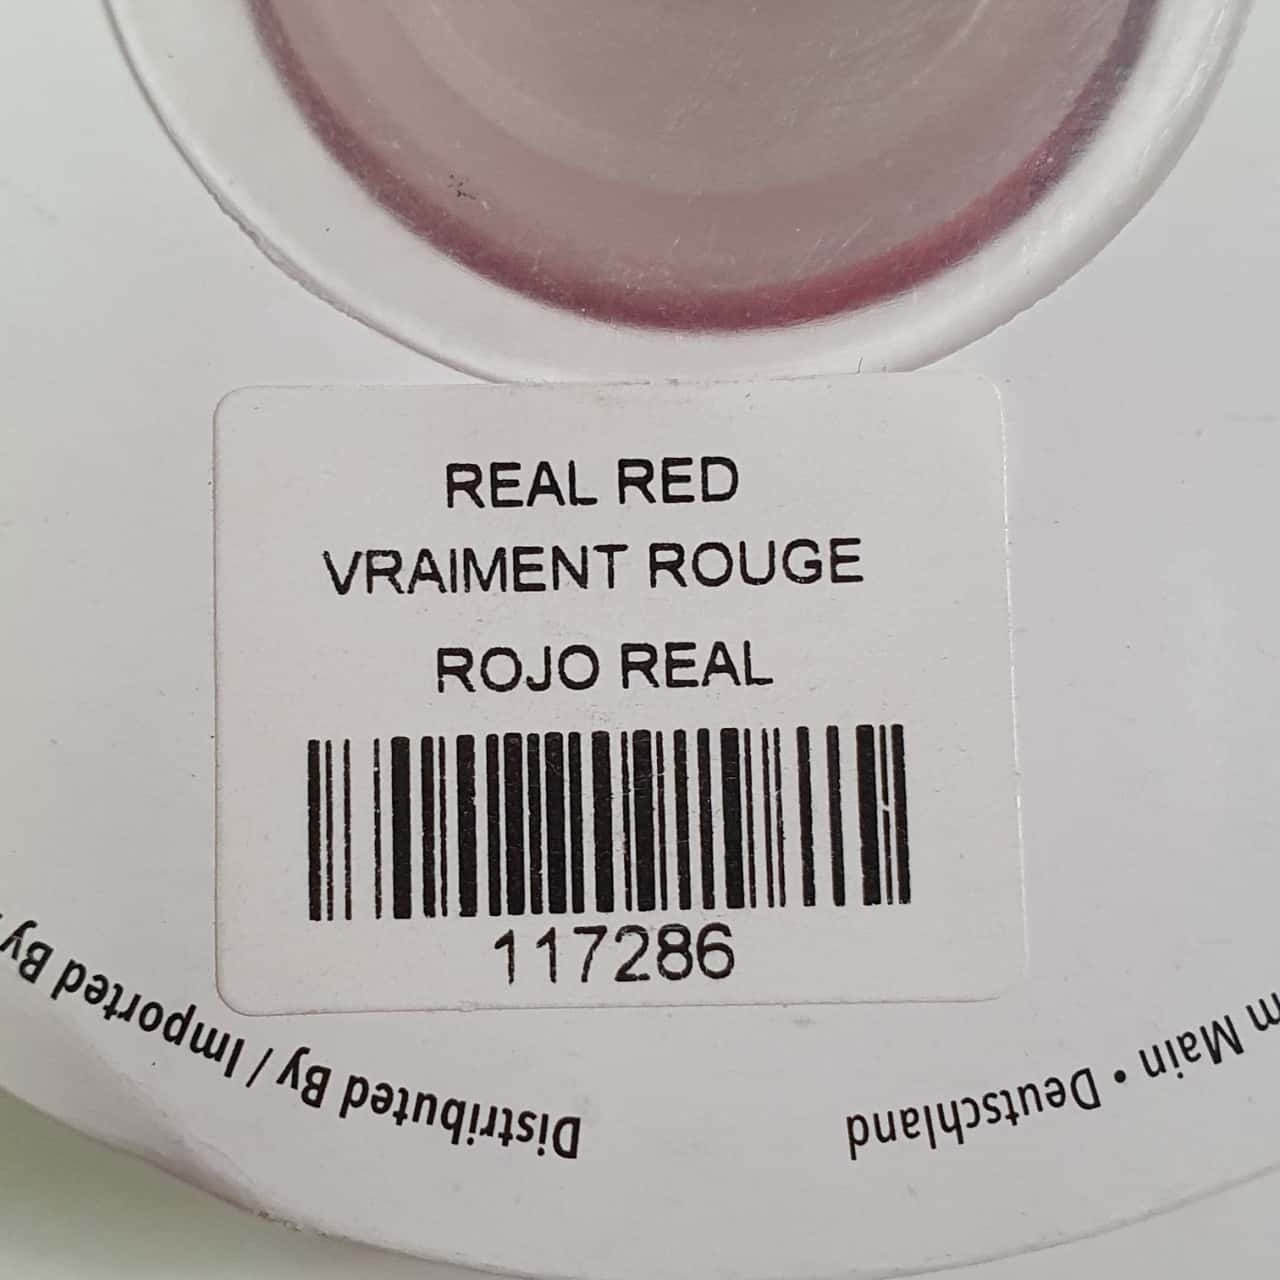 REAL RED
VRAIMENT ROUGE
ROJO REAL
117286
Distributed By / Imported By
m Main • Deutschland